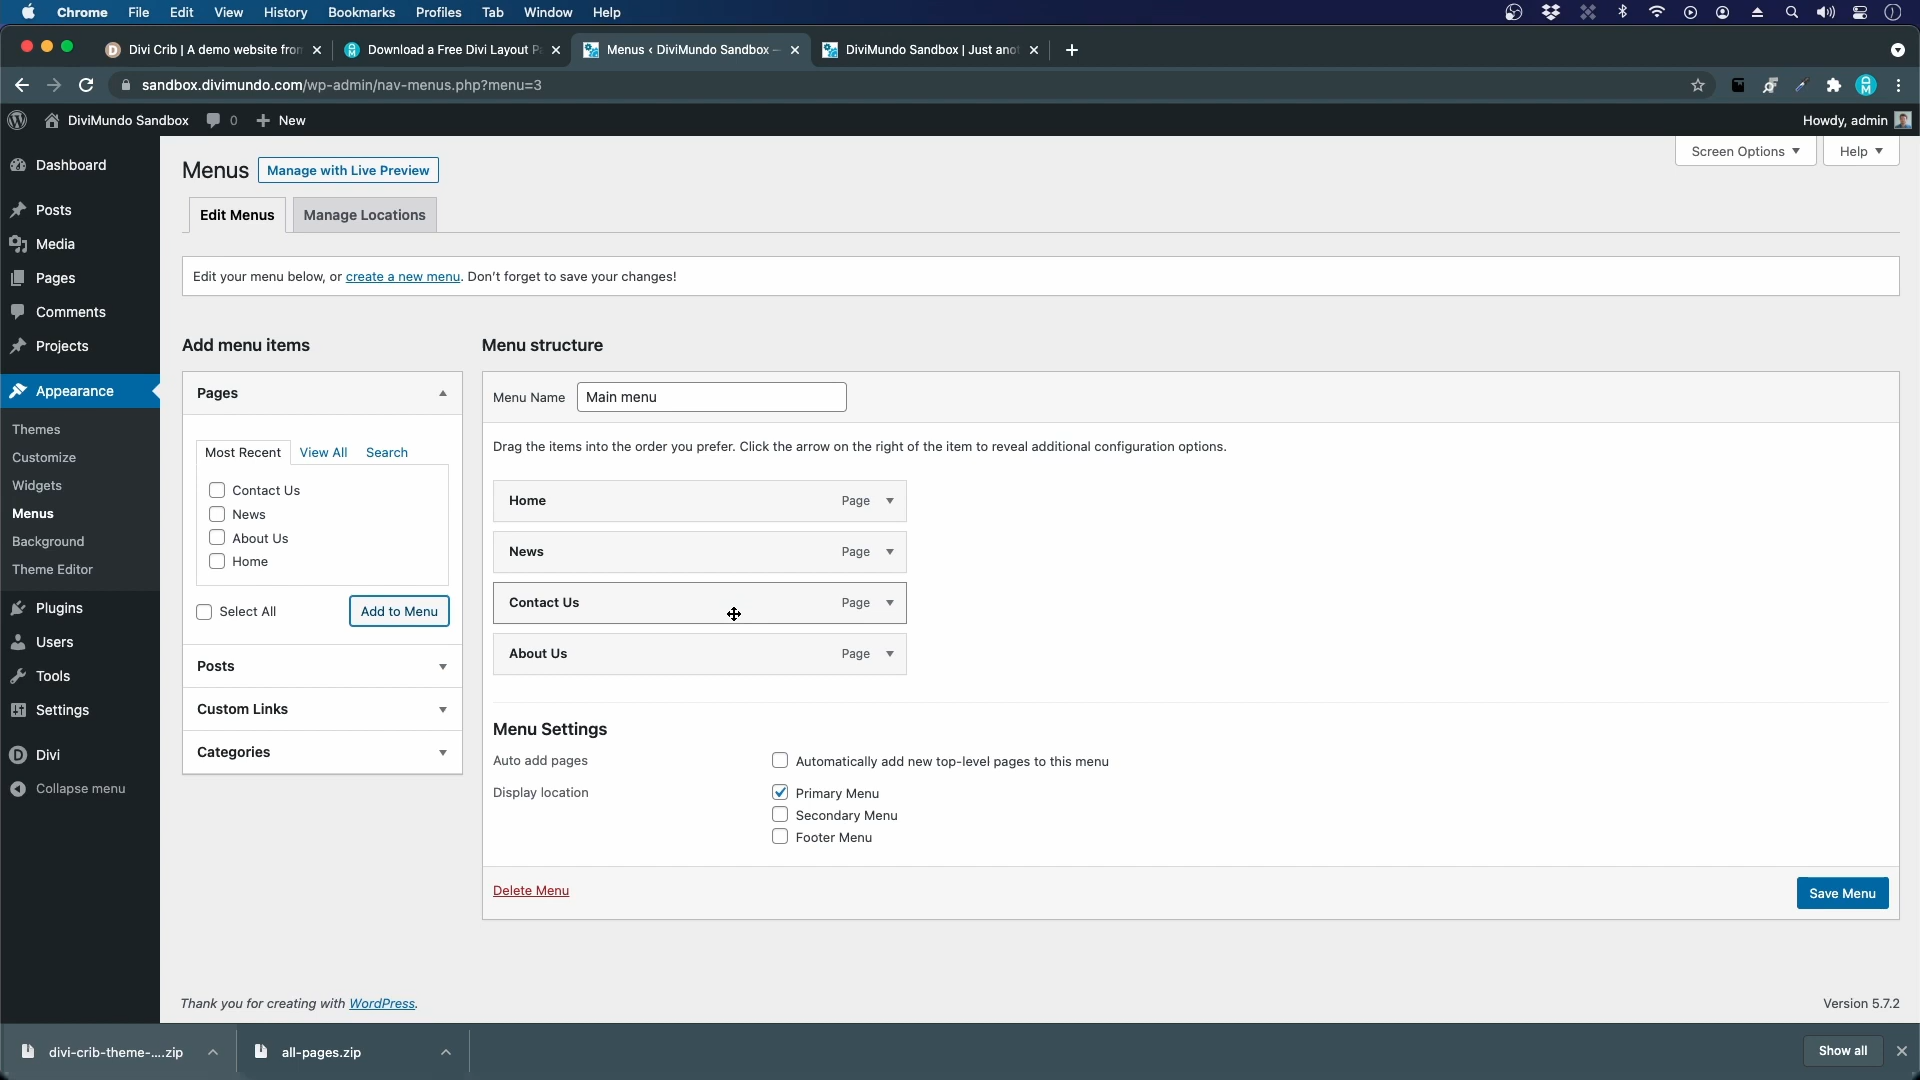 Chrome File Edit View History Bookmarks Profiles Tab Window Help
Divi Crib | A demo website from
Download a Free Divi Layout P
Menus ‹ DiviMundo Sandbox —
DiviMundo Sandbox | Just anot
sandbox.divimundo.com/wp-admin/nav-menus.php?menu=3
DiviMundo Sandbox 0 New
Howdy, admin
Dashboard
Posts
Media
Pages
Comments
Projects
Appearance
Themes
Customize
Widgets
Menus
Background
Theme Editor
Plugins
Users
Tools
Settings
Divi
Collapse menu
Menus Manage with Live Preview
Screen Options Help
Edit Menus Manage Locations
Edit your menu below, or create a new menu. Don't forget to save your changes!
Add menu items
Pages
Most Recent View All Search
Contact Us
News
About Us
Home
Select All Add to Menu
Posts
Custom Links
Categories
Menu structure
Menu Name Main menu
Drag the items into the order you prefer. Click the arrow on the right of the item to reveal additional configuration options.
Home Page
News Page
Contact Us Page
About Us Page
Menu Settings
Auto add pages Automatically add new top-level pages to this menu
Display location Primary Menu
Secondary Menu
Footer Menu
Delete Menu Save Menu
Thank you for creating with WordPress.
Version 5.7.2
divi-crib-theme-....zip
all-pages.zip
Show all